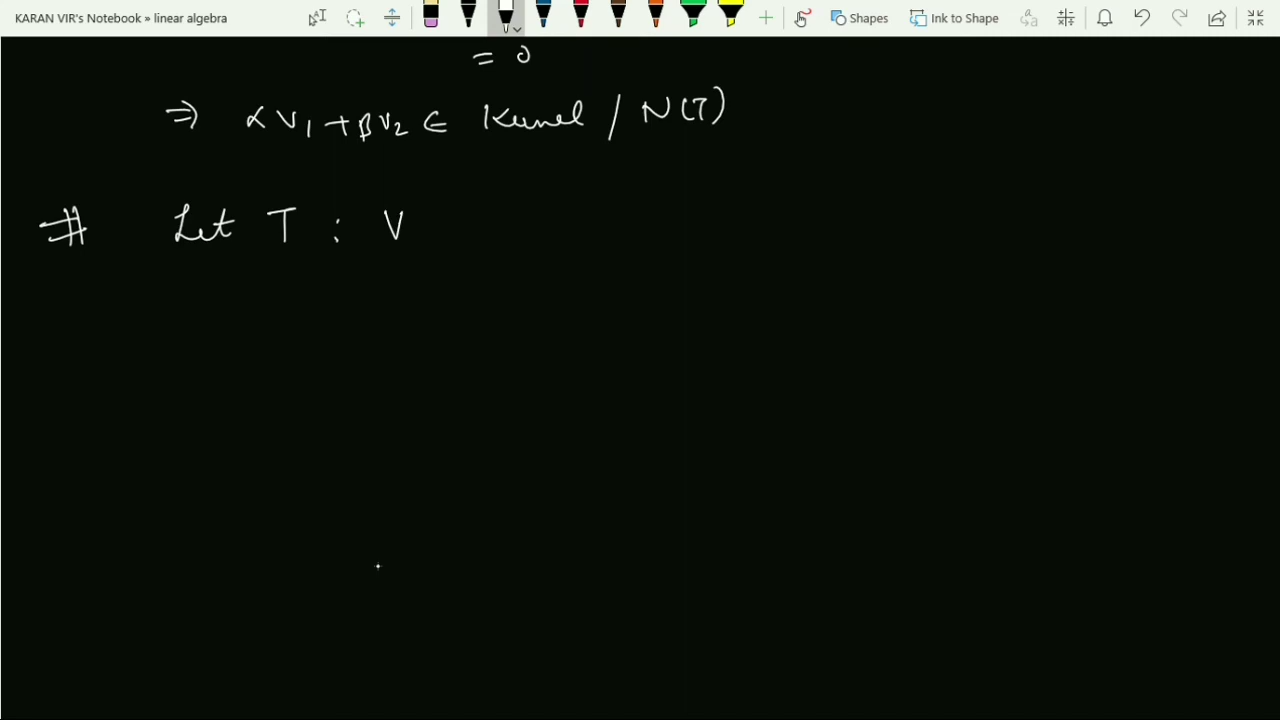 KARAN VIR's Notebook » linear algebra
Shapes
Ink to Shape
= 0
⇒ αV₁+βV₂ ∈ Kernel / N(T)
# Let T : V